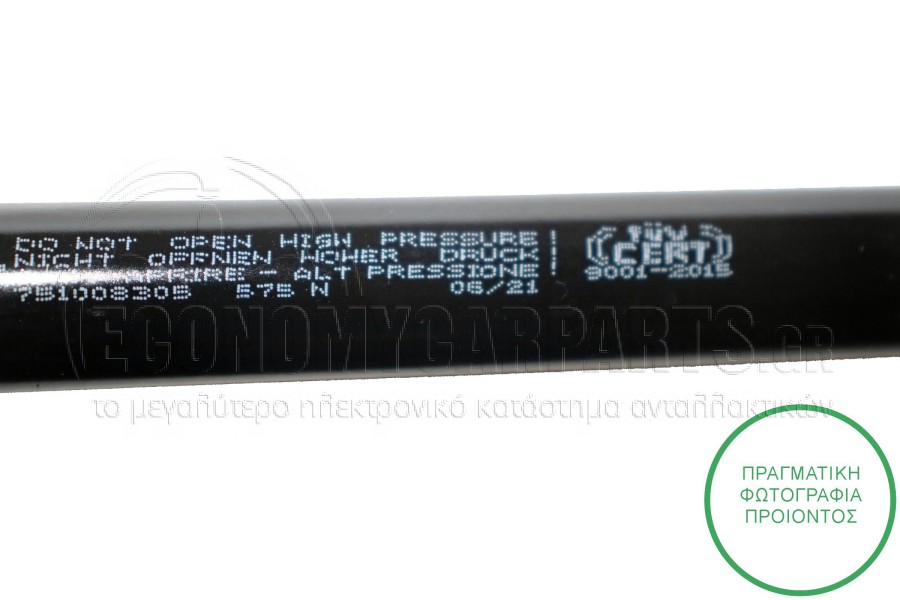 DO NOT OPEN HIGH PRESSURE!
NICHT OFFNEN HOHER DRUCK!
ALT PRESSIONE!
751008305 575 N 06/21
TÜV
CERT
9001-2015
ECONOMYCARPARTS.GR
το μεγαλύτερο ηλεκτρονικό κατάστημα ανταλλακτικών
ΠΡΑΓΜΑΤΙΚΗ
ΦΩΤΟΓΡΑΦΙΑ
ΠΡΟΙΟΝΤΟΣ